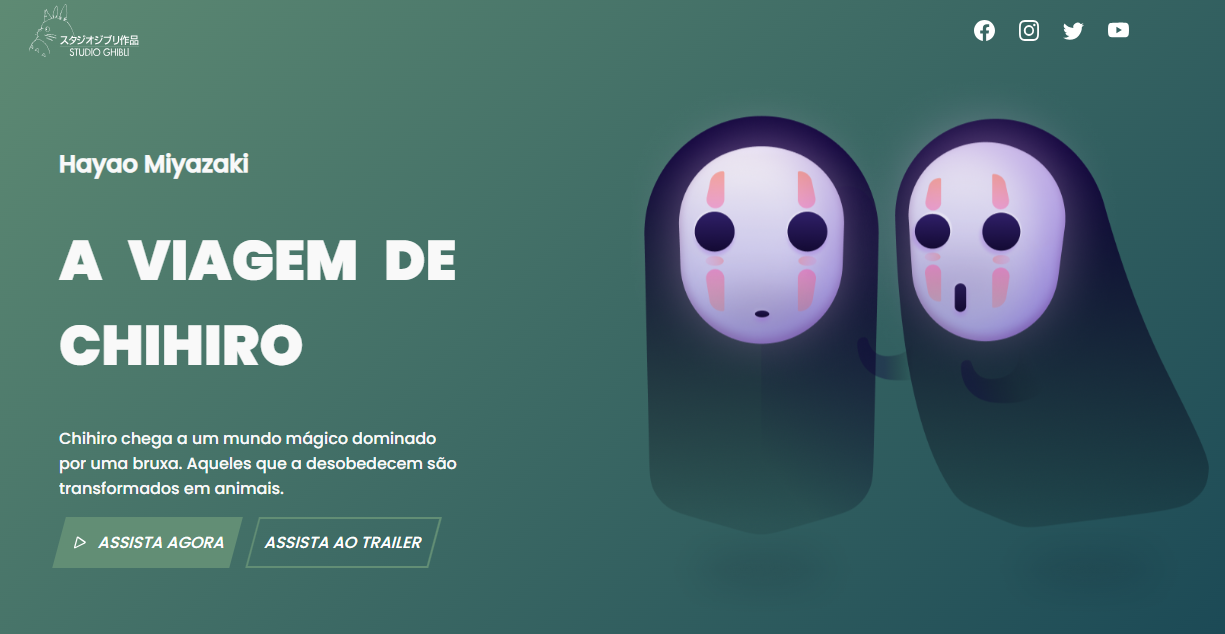 スタジオジブリ作品
STUDIO GHIBLI
Hayao Miyazaki
A VIAGEM DE
CHIHIRO
Chihiro chega a um mundo mágico dominado
por uma bruxa. Aqueles que a desobedecem são
transformados em animais.
ASSISTA AGORA
ASSISTA AO TRAILER